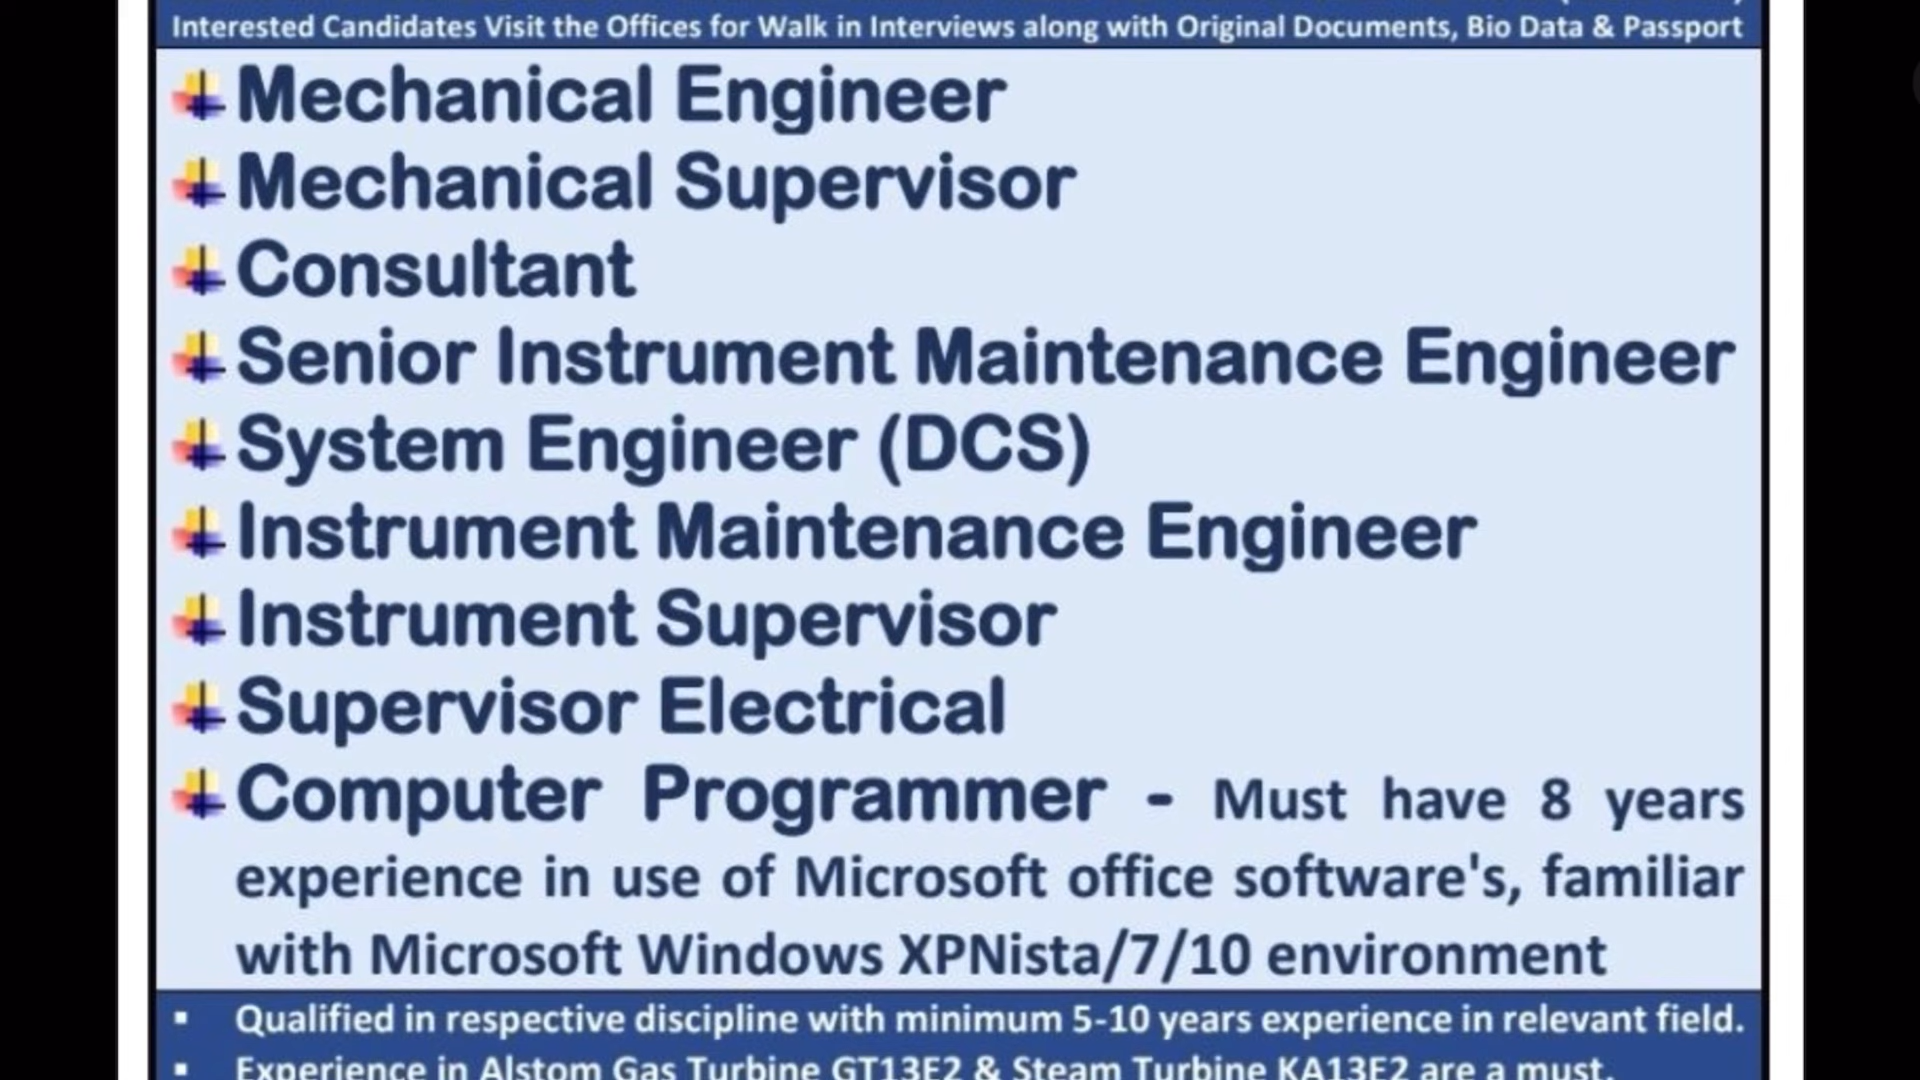 Interested Candidates Visit the Offices for Walk in Interviews along with Original Documents, Bio Data & Passport
Mechanical Engineer
Mechanical Supervisor
Consultant
Senior Instrument Maintenance Engineer
System Engineer (DCS)
Instrument Maintenance Engineer
Instrument Supervisor
Supervisor Electrical
Computer Programmer - Must have 8 years
experience in use of Microsoft office software's, familiar
with Microsoft Windows XPNista/7/10 environment
▪ Qualified in respective discipline with minimum 5-10 years experience in relevant field.
▪ Experience in Alstom Gas Turbine GT13E2 & Steam Turbine KA13E2 are a must.